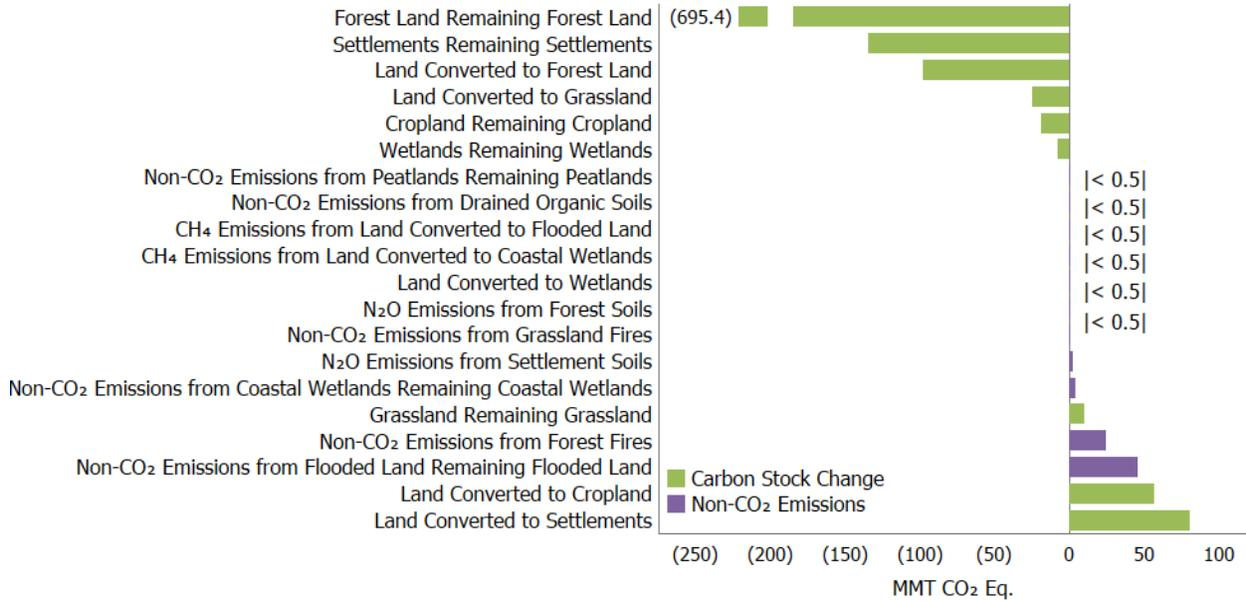 Forest Land Remaining Forest Land (695.4)
Settlements Remaining Settlements
Land Converted to Forest Land
Land Converted to Grassland
Cropland Remaining Cropland
Wetlands Remaining Wetlands
Non-CO₂ Emissions from Peatlands Remaining Peatlands |< 0.5|
Non-CO₂ Emissions from Drained Organic Soils |< 0.5|
CH₄ Emissions from Land Converted to Flooded Land |< 0.5|
CH₄ Emissions from Land Converted to Coastal Wetlands |< 0.5|
Land Converted to Wetlands |< 0.5|
N₂O Emissions from Forest Soils |< 0.5|
Non-CO₂ Emissions from Grassland Fires
N₂O Emissions from Settlement Soils
Non-CO₂ Emissions from Coastal Wetlands Remaining Coastal Wetlands
Grassland Remaining Grassland
Non-CO₂ Emissions from Forest Fires
Non-CO₂ Emissions from Flooded Land Remaining Flooded Land
Land Converted to Cropland
Land Converted to Settlements
Carbon Stock Change
Non-CO₂ Emissions
(250) (200) (150) (100) (50) 0 50 100
MMT CO₂ Eq.